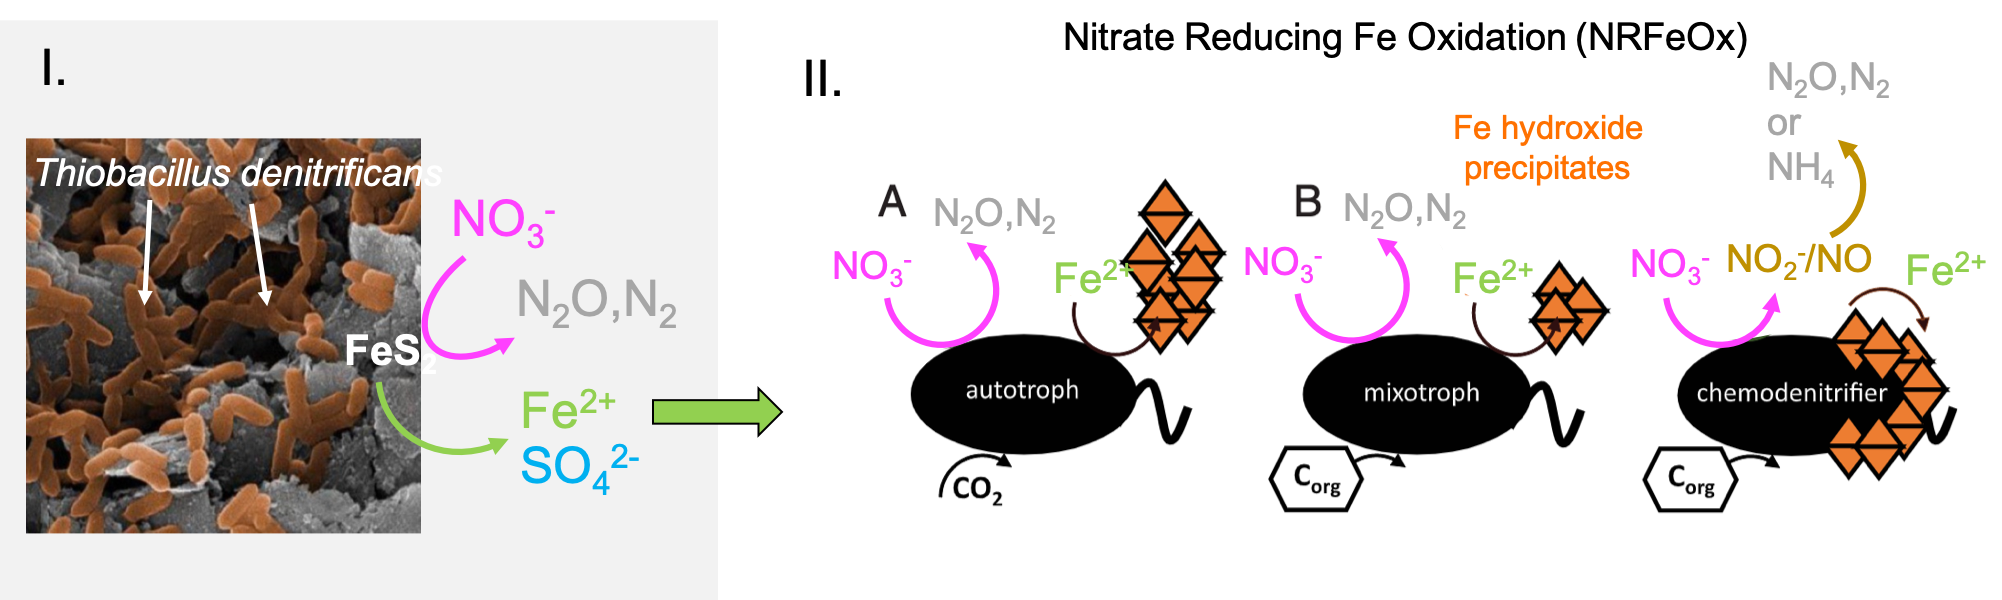 Nitrate Reducing Fe Oxidation (NRFeOx)
I.
Thiobacillus denitrificans
NO₃⁻
N₂O,N₂
FeS₂
Fe²⁺
SO₄²⁻
II.
Fe hydroxide
precipitates
A
N₂O,N₂
NO₃⁻
Fe²⁺
autotroph
CO₂
B
N₂O,N₂
NO₃⁻
Fe²⁺
mixotroph
Corg
N₂O,N₂
or
NH₄
NO₃⁻
NO₂⁻/NO
Fe²⁺
chemodenitrifier
Corg